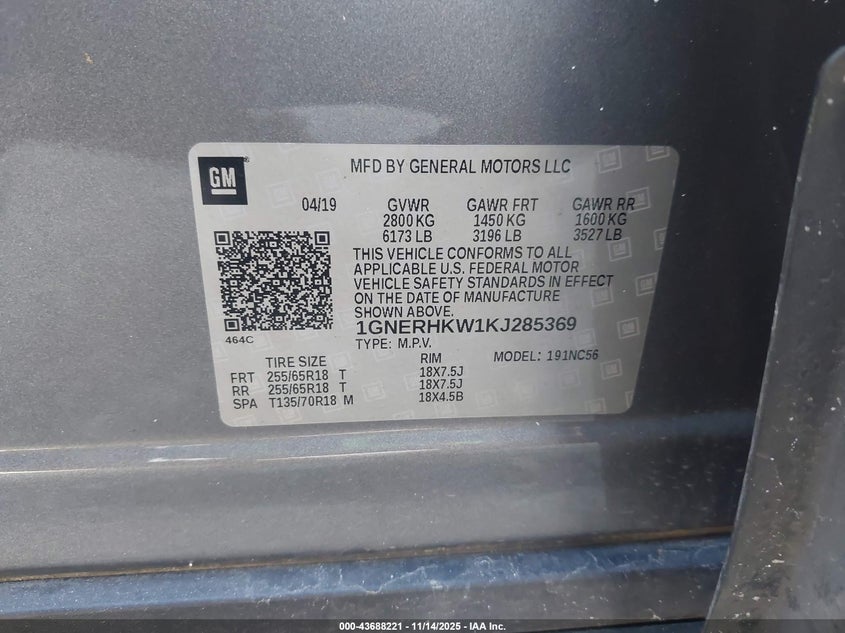 GM
MFD BY GENERAL MOTORS LLC
04/19 GVWR GAWR FRT GAWR RR
2800 KG 1450 KG 1600 KG
6173 LB 3196 LB 3527 LB
THIS VEHICLE CONFORMS TO ALL
APPLICABLE U.S. FEDERAL MOTOR
VEHICLE SAFETY STANDARDS IN EFFECT
ON THE DATE OF MANUFACTURE
SHOWN ABOVE.
464C
1GNERHKW1KJ285369
TYPE: M.P.V. MODEL: 191NC56
TIRE SIZE RIM
FRT 255/65R18 T 18X7.5J
RR 255/65R18 T 18X7.5J
SPA T135/70R18 M 18X4.5B
000-43688221 - 11/14/2025 - IAA Inc.